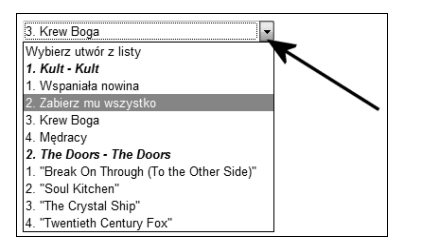 3. Krew Boga
Wybierz utwór z listy
1. Kult - Kult
1. Wspaniała nowina
2. Zabierz mu wszystko
3. Krew Boga
4. Mędracy
2. The Doors - The Doors
1. "Break On Through (To the Other Side)"
2. "Soul Kitchen"
3. "The Crystal Ship"
4. "Twentieth Century Fox"